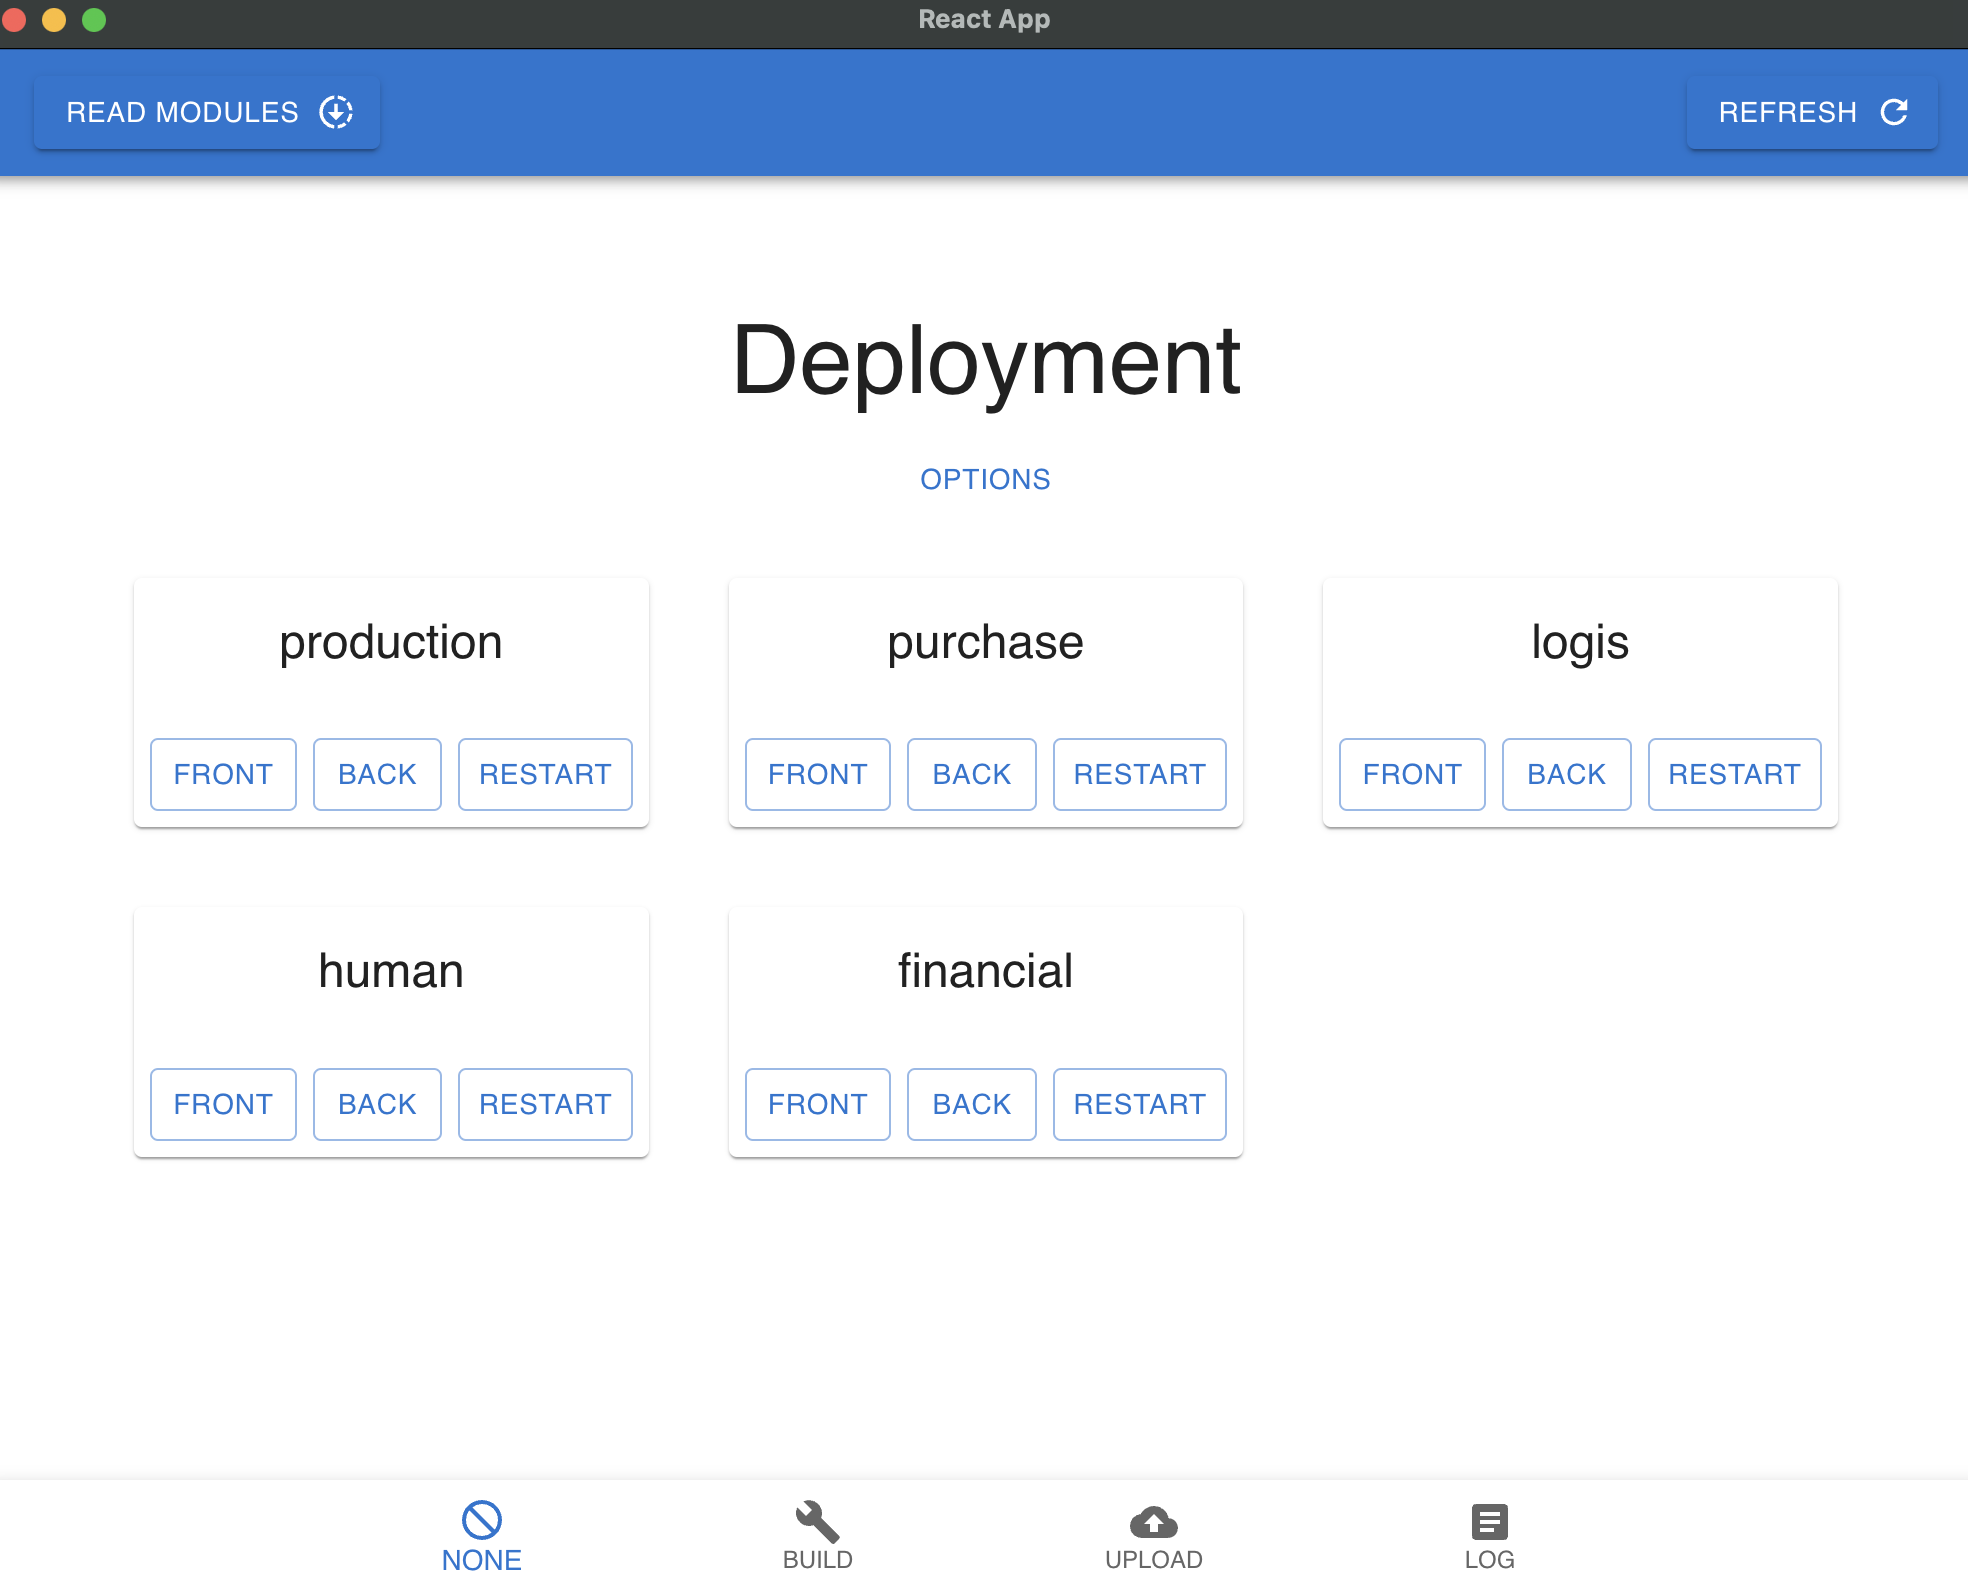 React App
READ MODULES
REFRESH
Deployment
OPTIONS
production
FRONT BACK RESTART
purchase
FRONT BACK RESTART
logis
FRONT BACK RESTART
human
FRONT BACK RESTART
financial
FRONT BACK RESTART
NONE
BUILD
UPLOAD
LOG